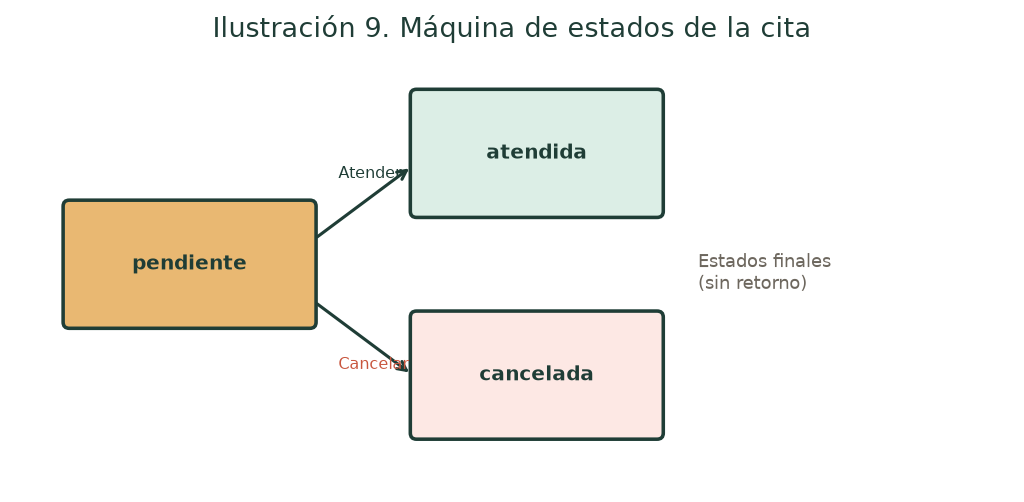 Ilustración 9. Máquina de estados de la cita
atendida
Atender
pendiente
Estados finales
(sin retorno)
Cancelar
cancelada